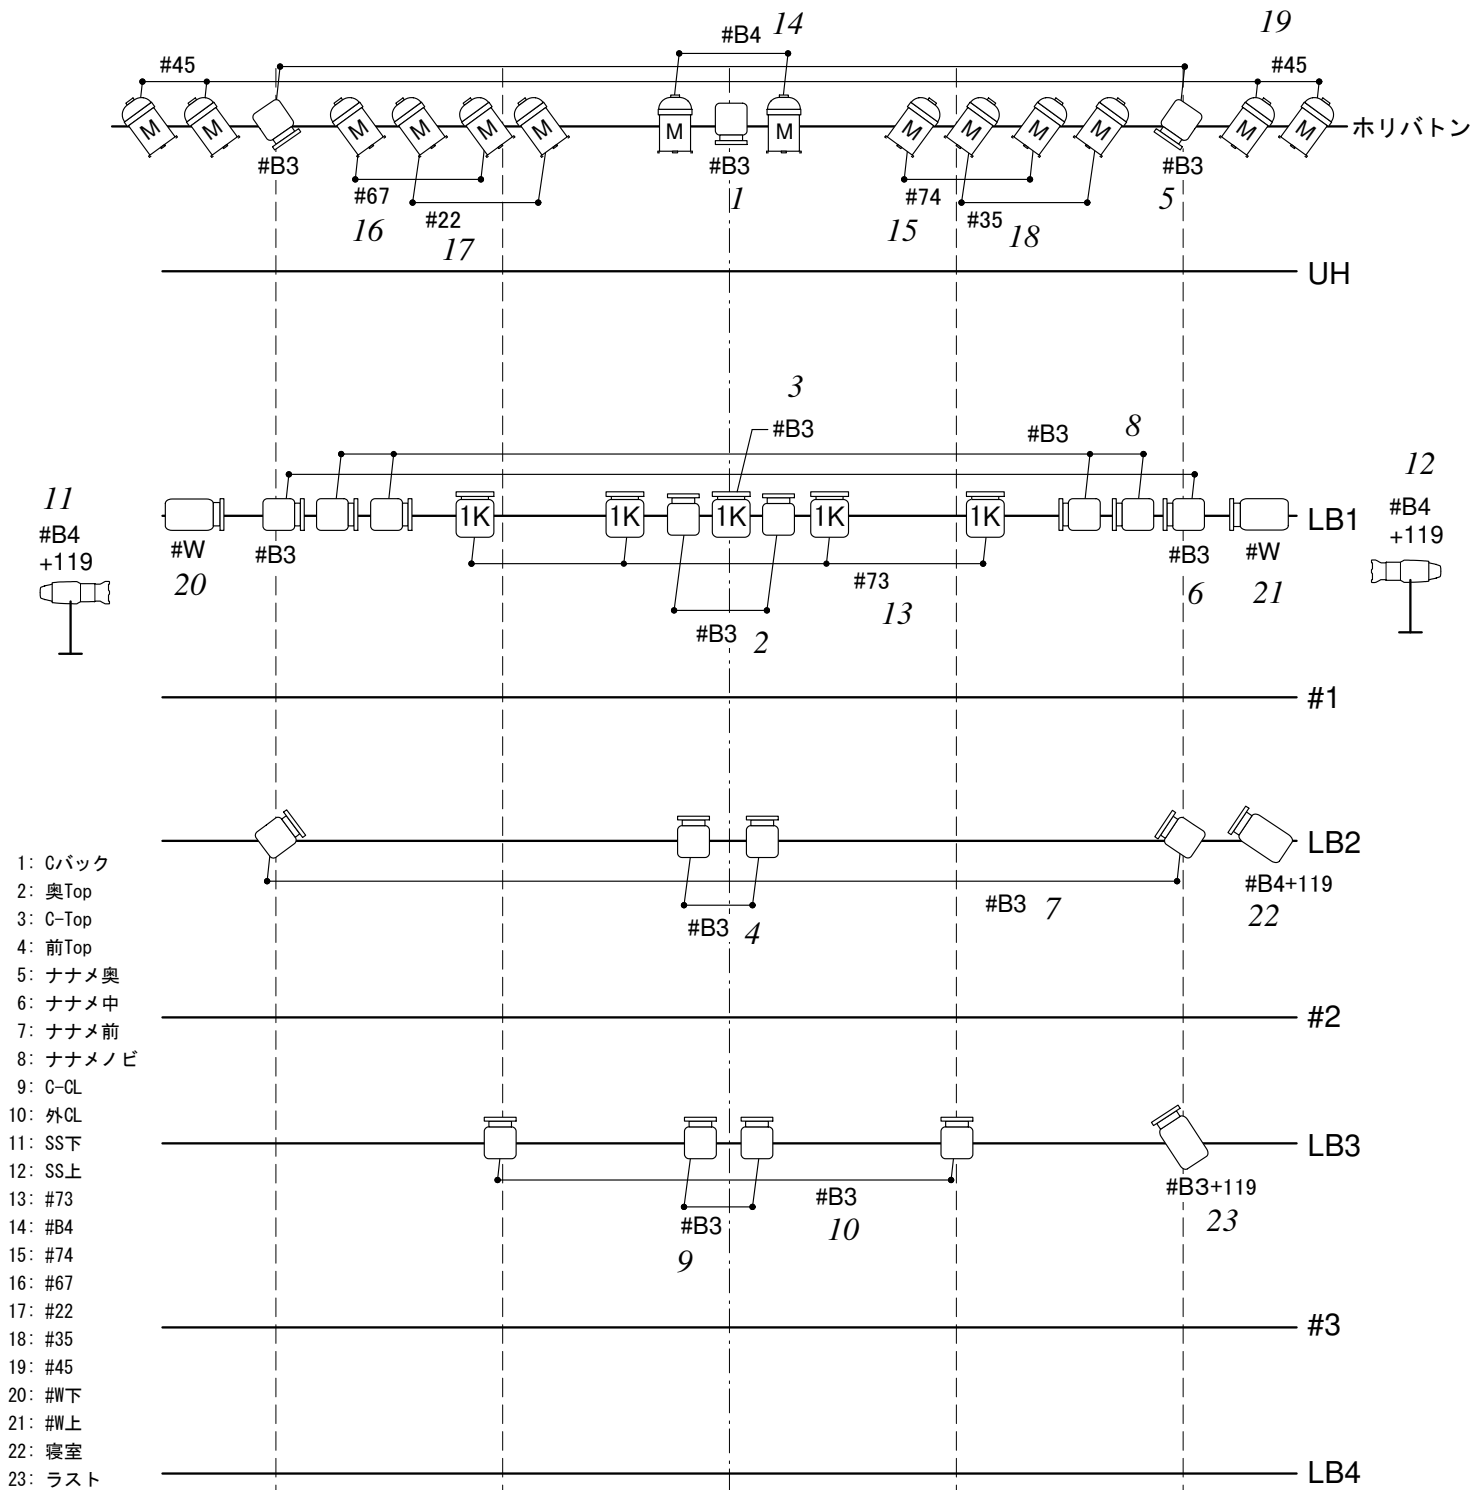 14
19
#B4
#45
#45
M
M
M
M
M
M
M
M
M
M
M
M
M
M
ホリバトン
#B3
#B3
#B3
#67
1
#74
5
16
#22
17
15
#35
18
UH
3
#B3
#B3
8
11
12
#B4
+119
#B4
+119
1K
1K
1K
1K
1K
LB1
#W
#B3
#B3
#W
20
#73
13
6
21
#B3
2
#1
LB2
#B4+119
#B3
7
22
#B3
4
1: Cバック
2: 奥Top
3: C-Top
4: 前Top
5: ナナメ奥
6: ナナメ中
7: ナナメ前
8: ナナメノビ
9: C-CL
10: 外CL
11: SS下
12: SS上
13: #73
14: #B4
15: #74
16: #67
17: #22
18: #35
19: #45
20: #W下
21: #W上
22: 寝室
23: ラスト
#2
LB3
#B3
10
#B3+119
23
#B3
9
#3
LB4